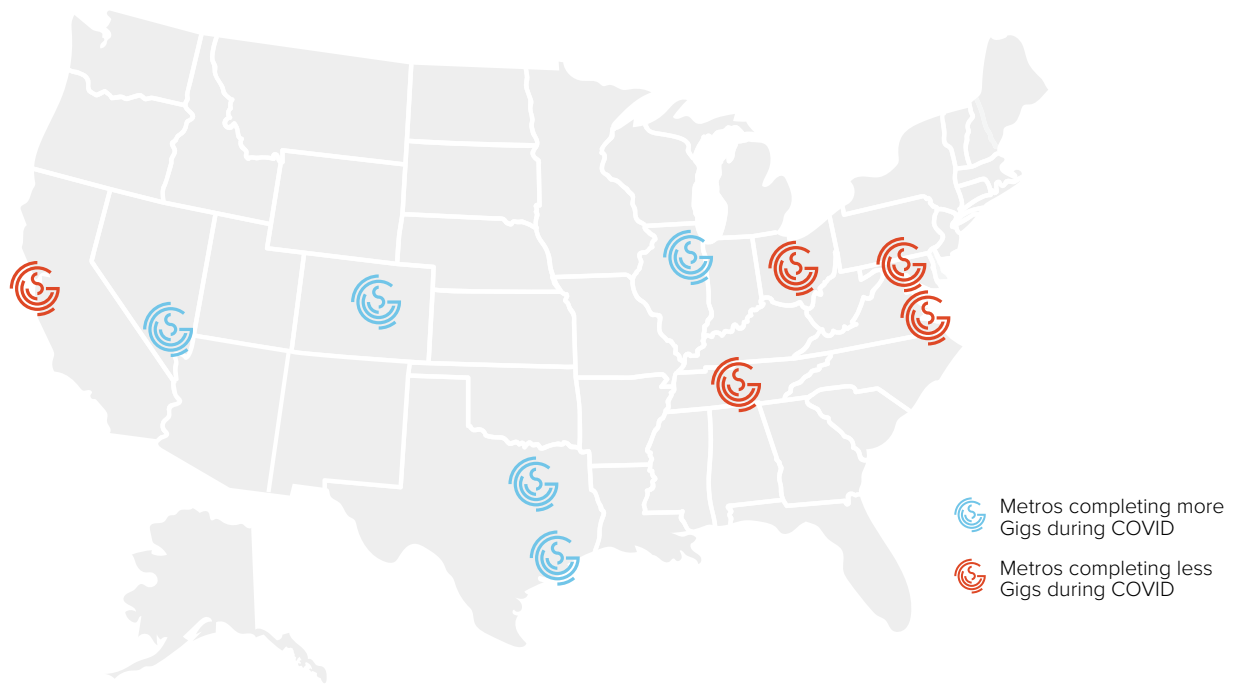 Metros completing more
Gigs during COVID
Metros completing less
Gigs during COVID